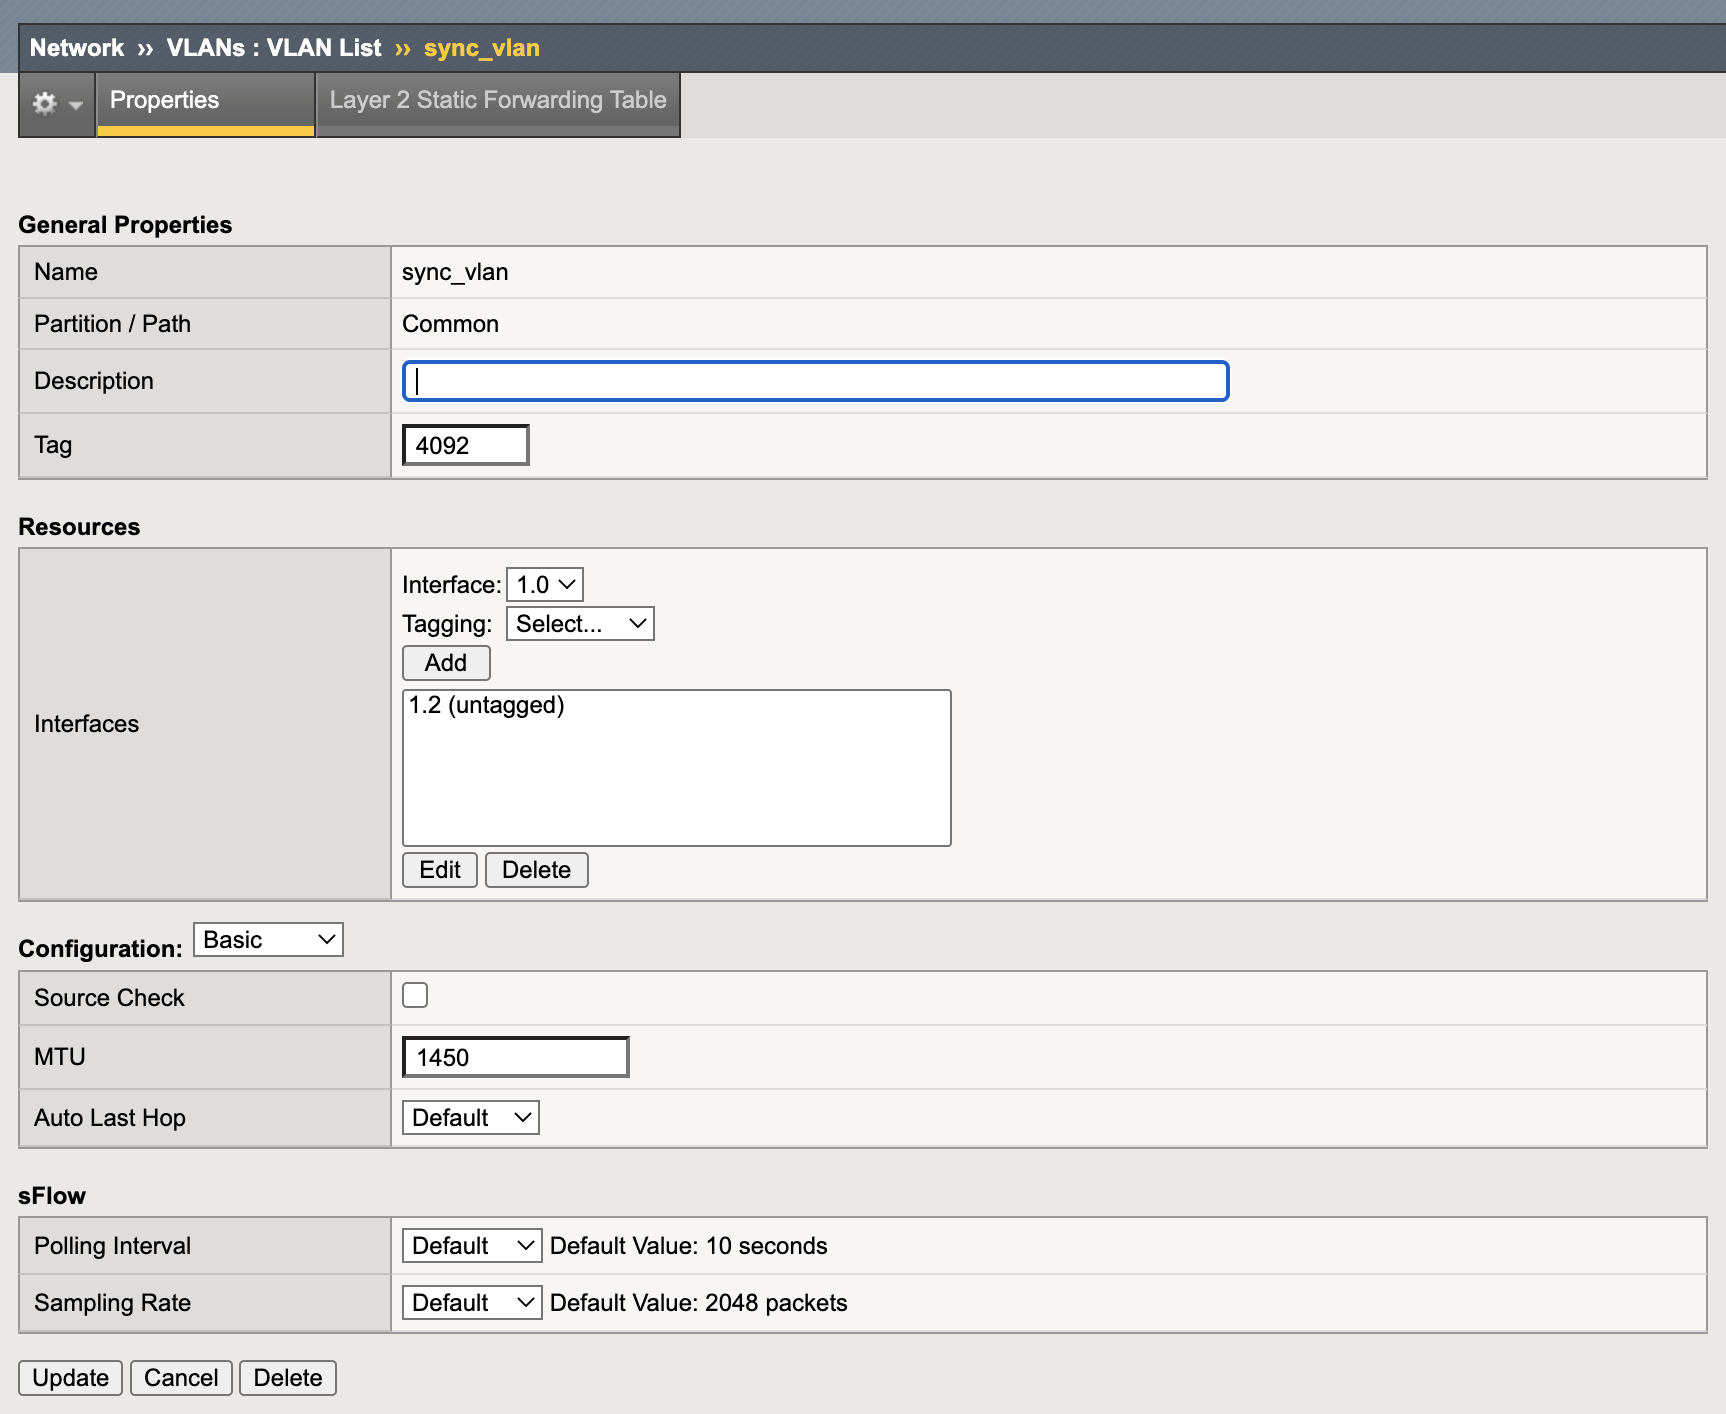 Network ›› VLANs : VLAN List ›› sync_vlan
Properties
Layer 2 Static Forwarding Table
General Properties
Name sync_vlan
Partition / Path Common
Description
Tag 4092
Resources
Interface: 1.0
Tagging: Select...
Add
Interfaces
1.2 (untagged)
Edit Delete
Configuration: Basic
Source Check
MTU 1450
Auto Last Hop Default
sFlow
Polling Interval Default Default Value: 10 seconds
Sampling Rate Default Default Value: 2048 packets
Update Cancel Delete